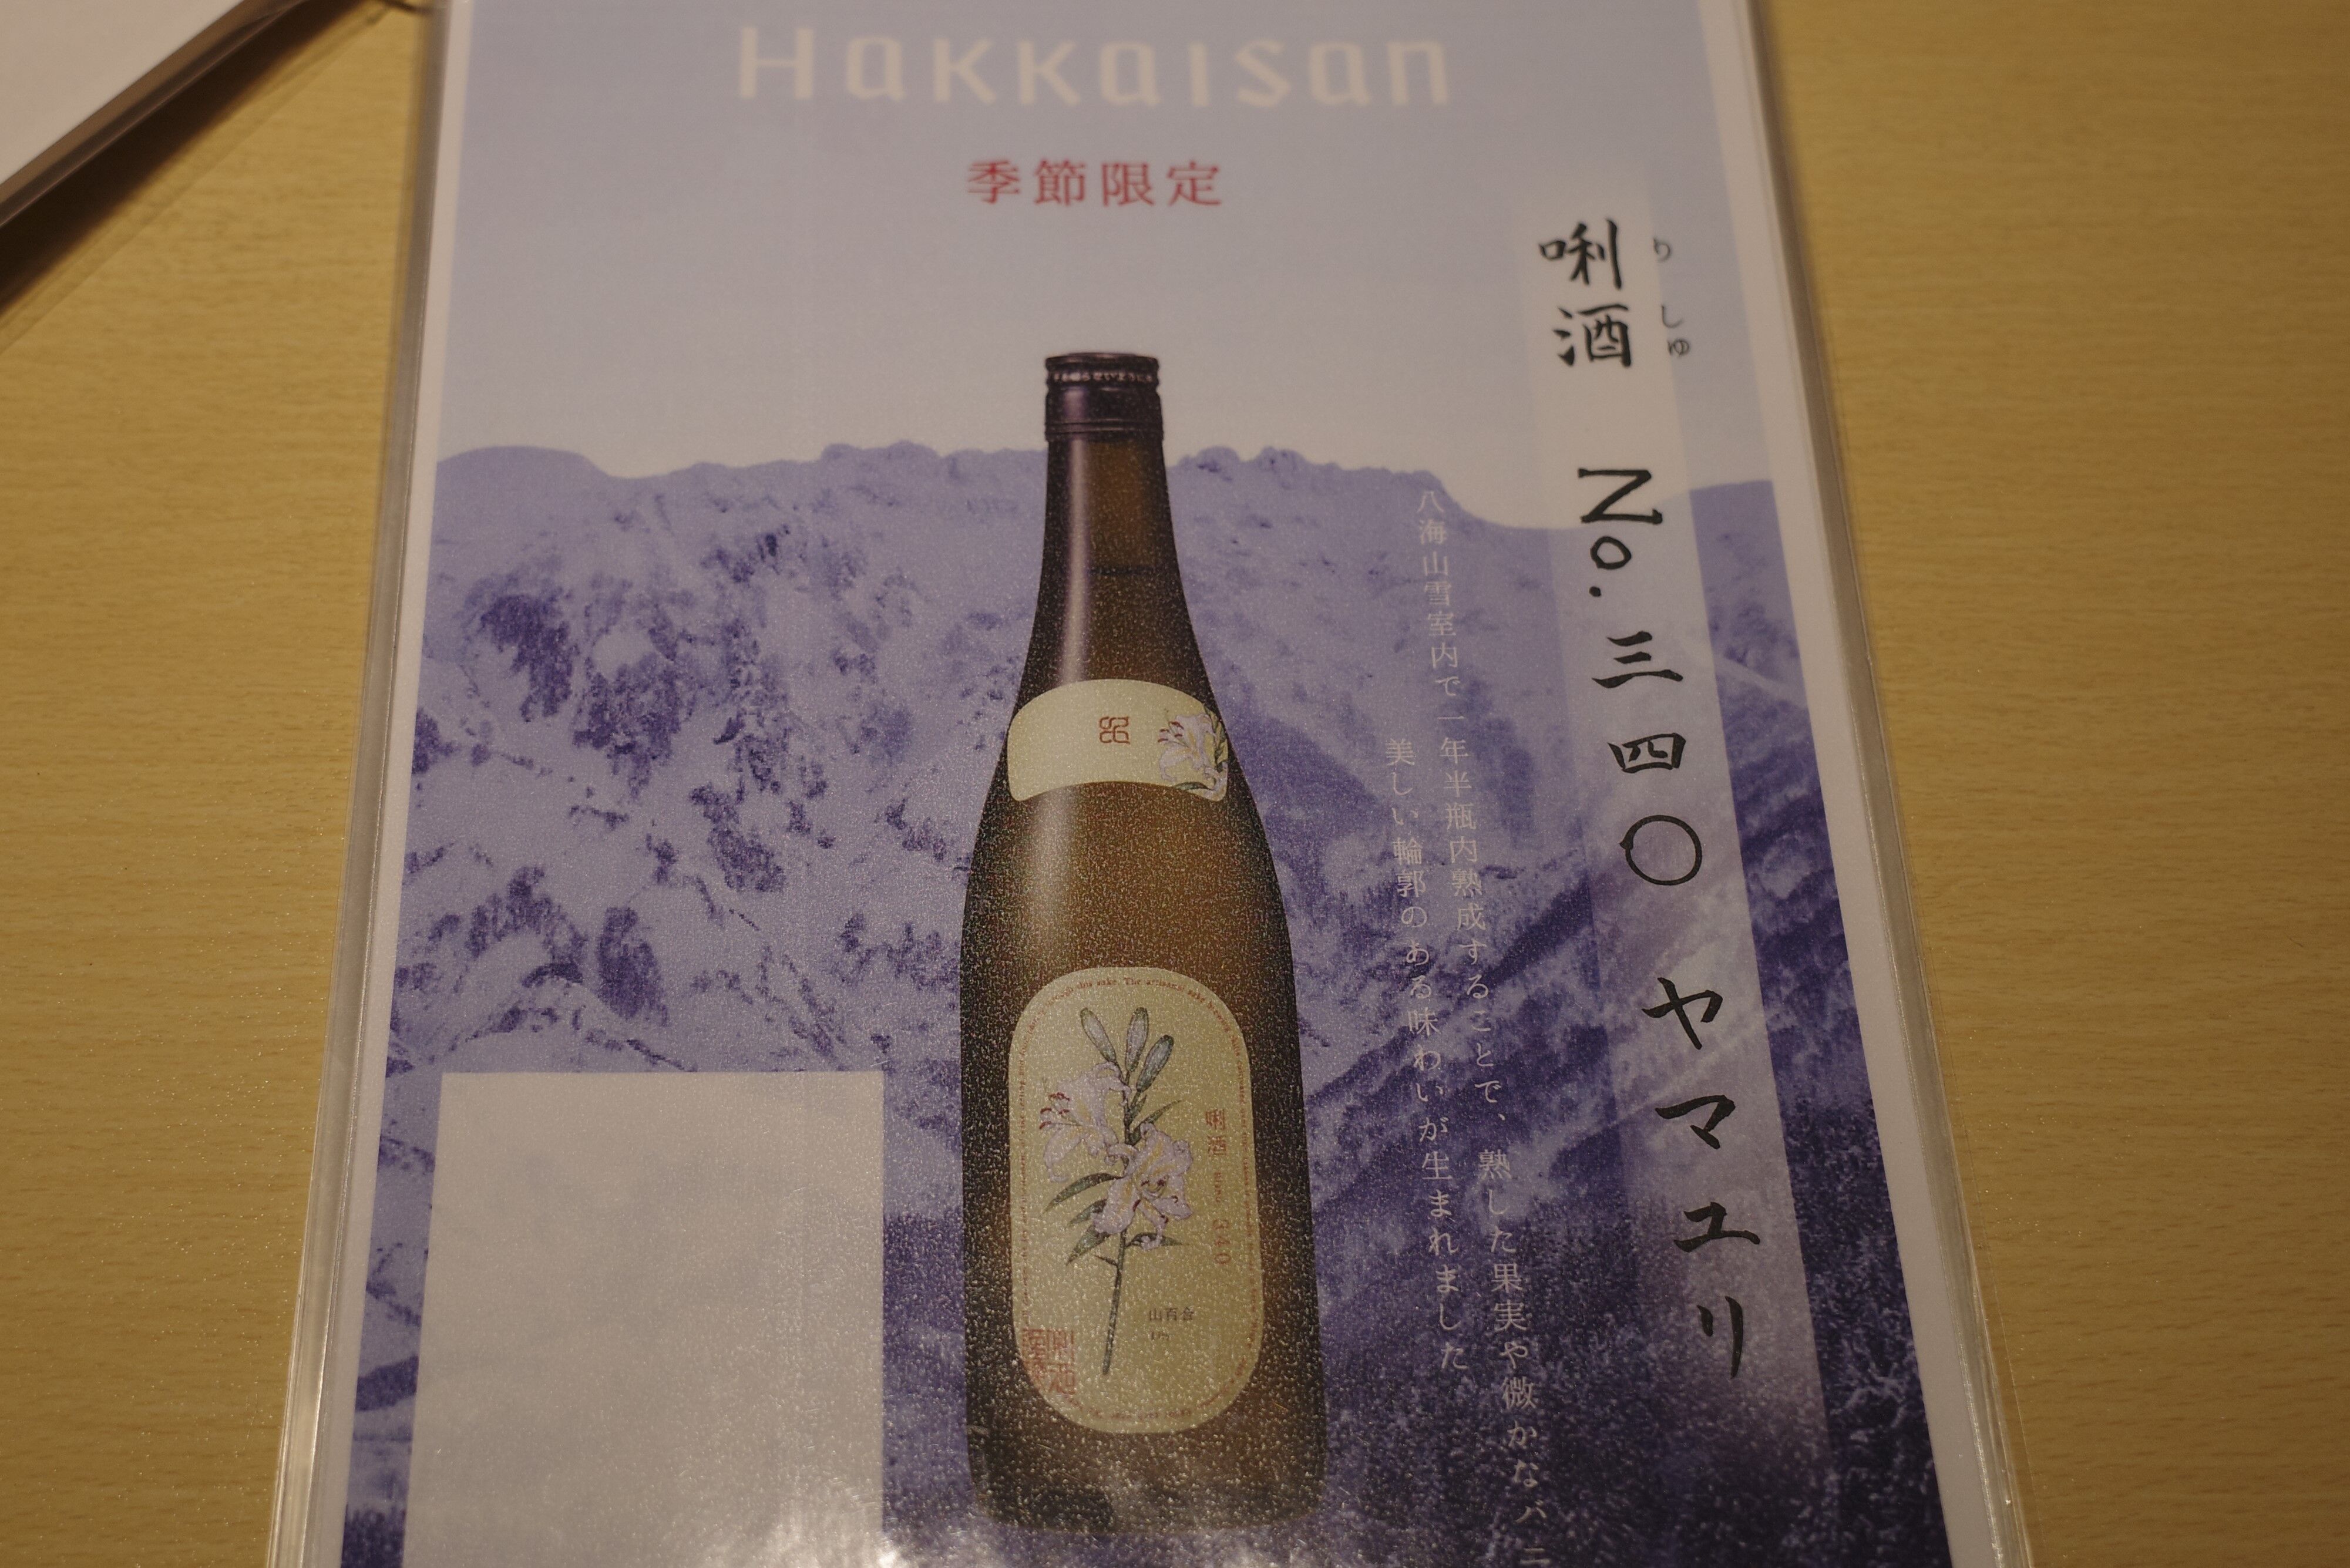 Hakkaisan
季節限定
唎酒 No.三四〇 ヤマユリ
りしゅ
八海山雪室内で一年半瓶内熟成することで、熟した果実や微かなバニ
美しい輪郭のある味わいが生まれました
唎酒
340
山百合